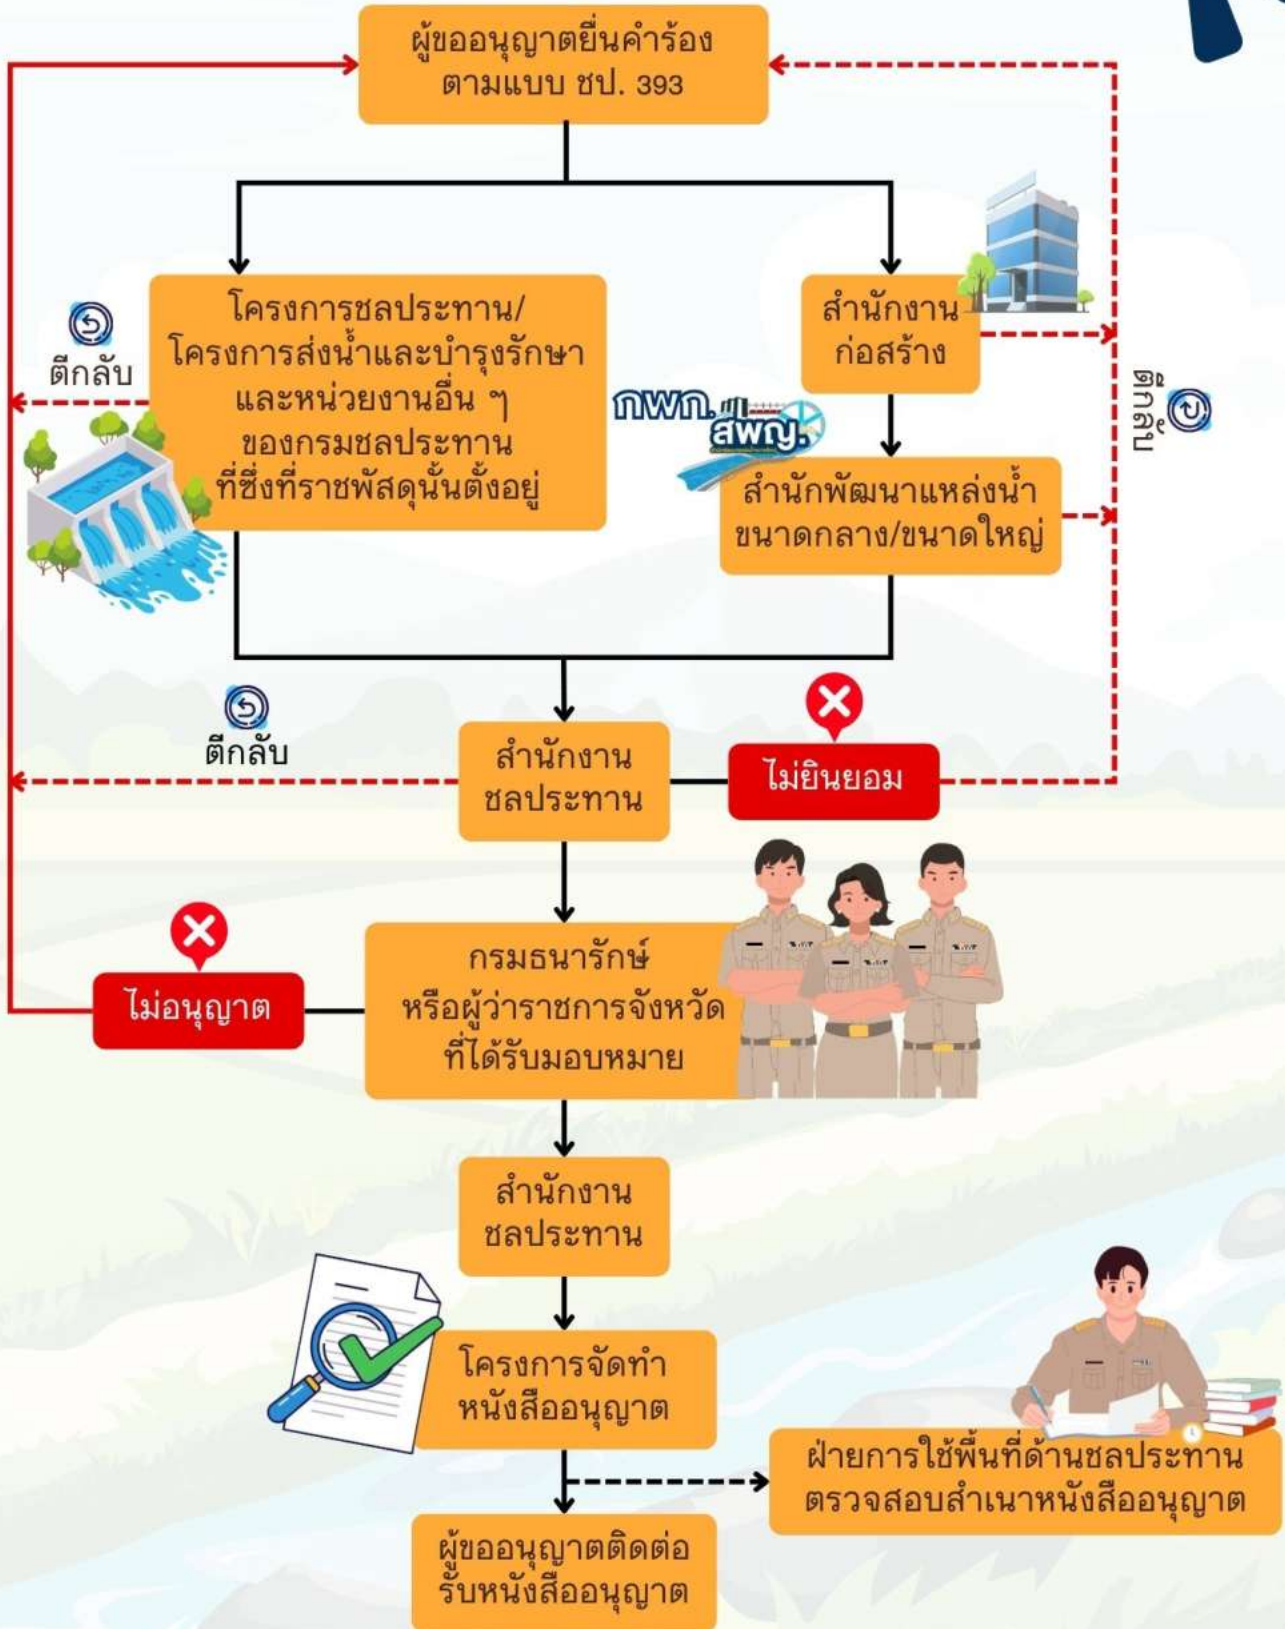 ผู้ขออนุญาตยื่นคำร้อง
ตามแบบ ชป. 393
โครงการชลประทาน/
โครงการส่งน้ำและบำรุงรักษา
และหน่วยงานอื่น ๆ
ของกรมชลประทาน
ที่ซึ่งที่ราชพัสดุนั้นตั้งอยู่
ตีกลับ
สำนักงาน
ก่อสร้าง
ตีกลับ
กพก.
สพญ.
สำนักพัฒนาแหล่งน้ำ
ขนาดกลาง/ขนาดใหญ่
ตีกลับ
สำนักงาน
ชลประทาน
ไม่ยินยอม
กรมธนารักษ์
หรือผู้ว่าราชการจังหวัด
ที่ได้รับมอบหมาย
ไม่อนุญาต
สำนักงาน
ชลประทาน
โครงการจัดทำ
หนังสืออนุญาต
ฝ่ายการใช้พื้นที่ด้านชลประทาน
ตรวจสอบสำเนาหนังสืออนุญาต
ผู้ขออนุญาตติดต่อ
รับหนังสืออนุญาต